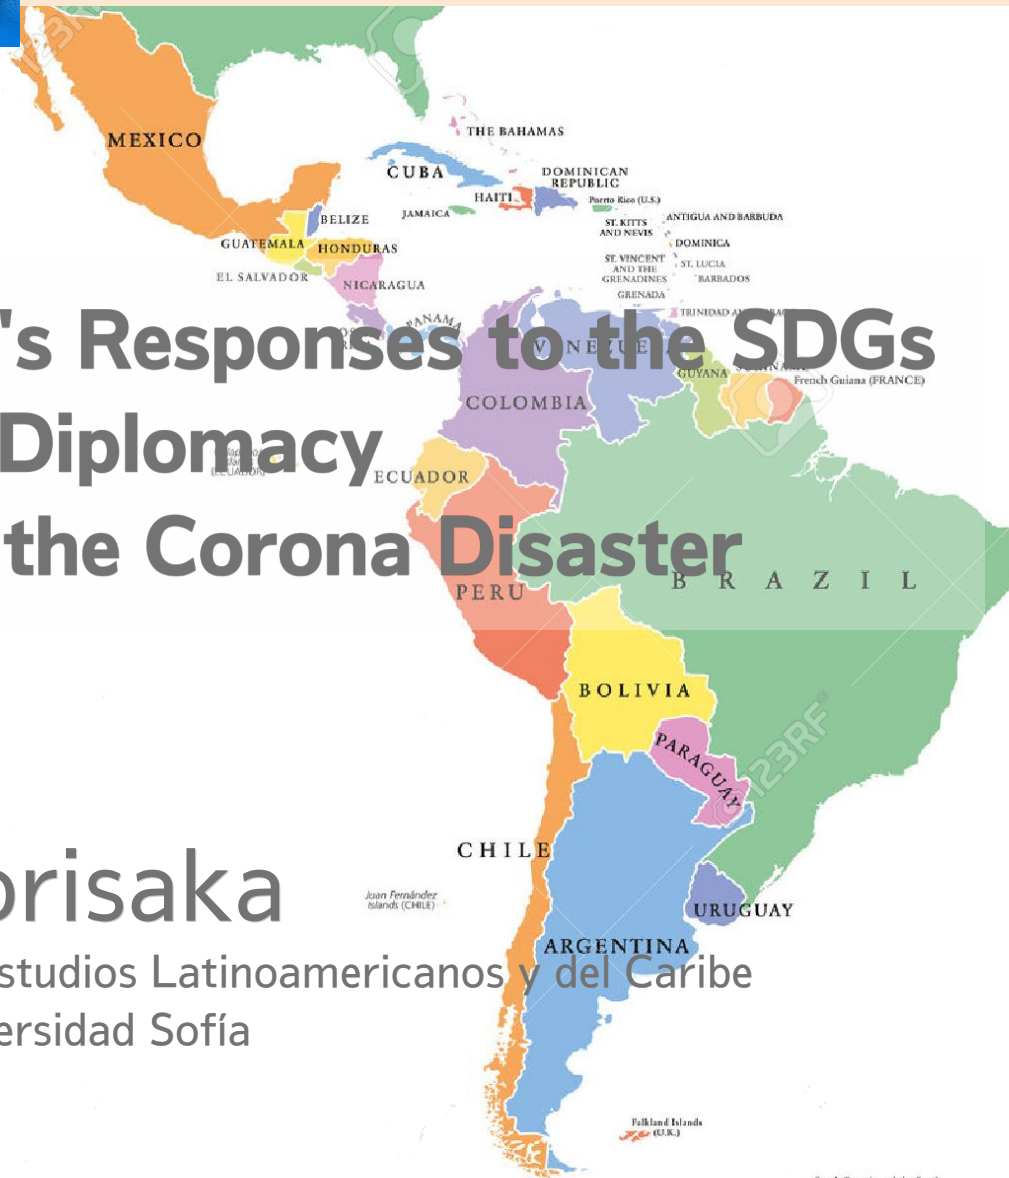 MEXICO
THE BAHAMAS
CUBA
DOMINICAN
REPUBLIC
HAITI
Puerto Rico (U.S.)
JAMAICA
ANTIGUA AND BARBUDA
ST. KITTS
AND NEVIS
BELIZE
GUATEMALA
HONDURAS
DOMINICA
ST. VINCENT
AND THE
GRENADINES
ST. LUCIA
BARBADOS
EL SALVADOR
NICARAGUA
GRENADA
TRINIDAD
PANAMA
's Responses to the SDGs
GUYANA
French Guiana (FRANCE)
COLOMBIA
Diplomacy
ECUADOR
the Corona Disaster
PERU
BRAZIL
BOLIVIA
PARAGUAY
123RF
CHILE
orisaka
Juan Fernández
Islands (CHILE)
URUGUAY
ARGENTINA
studios Latinoamericanos y del Caribe
ersidad Sofía
Falkland Islands
(U.K.)